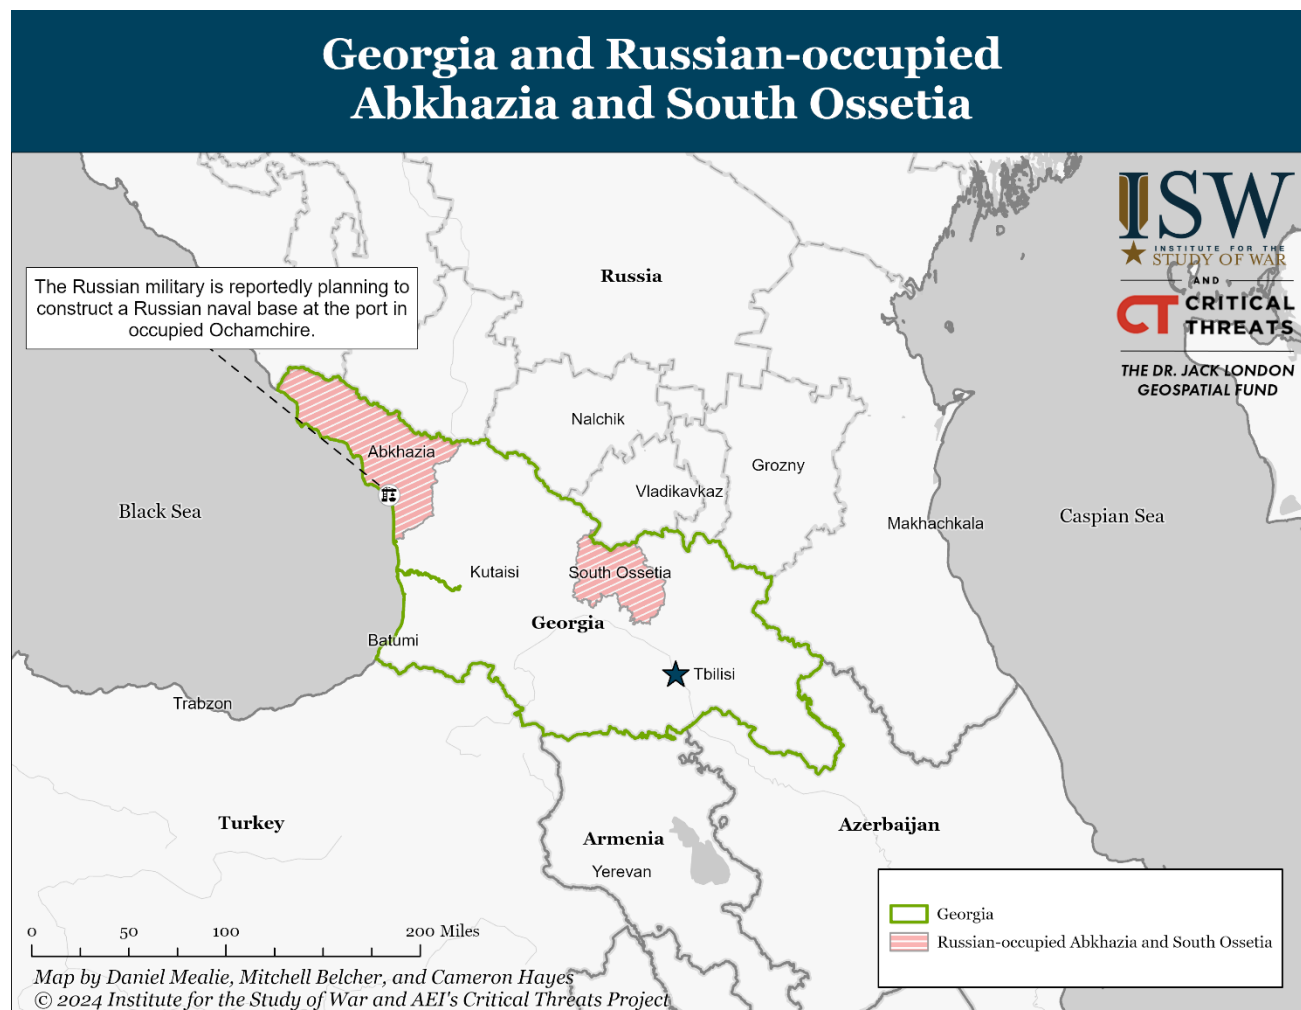 Georgia and Russian-occupied
Abkhazia and South Ossetia
ISW
INSTITUTE FOR THE
STUDY OF WAR
AND
CT CRITICAL
THREATS
THE DR. JACK LONDON
GEOSPATIAL FUND
The Russian military is reportedly planning to
construct a Russian naval base at the port in
occupied Ochamchire.
Russia
Nalchik
Abkhazia
Grozny
Vladikavkaz
Black Sea
Makhachkala
Caspian Sea
Kutaisi
South Ossetia
Georgia
Batumi
Tbilisi
Trabzon
Turkey
Armenia
Azerbaijan
Yerevan
Georgia
Russian-occupied Abkhazia and South Ossetia
0 50 100 200 Miles
Map by Daniel Mealie, Mitchell Belcher, and Cameron Hayes
© 2024 Institute for the Study of War and AEI's Critical Threats Project